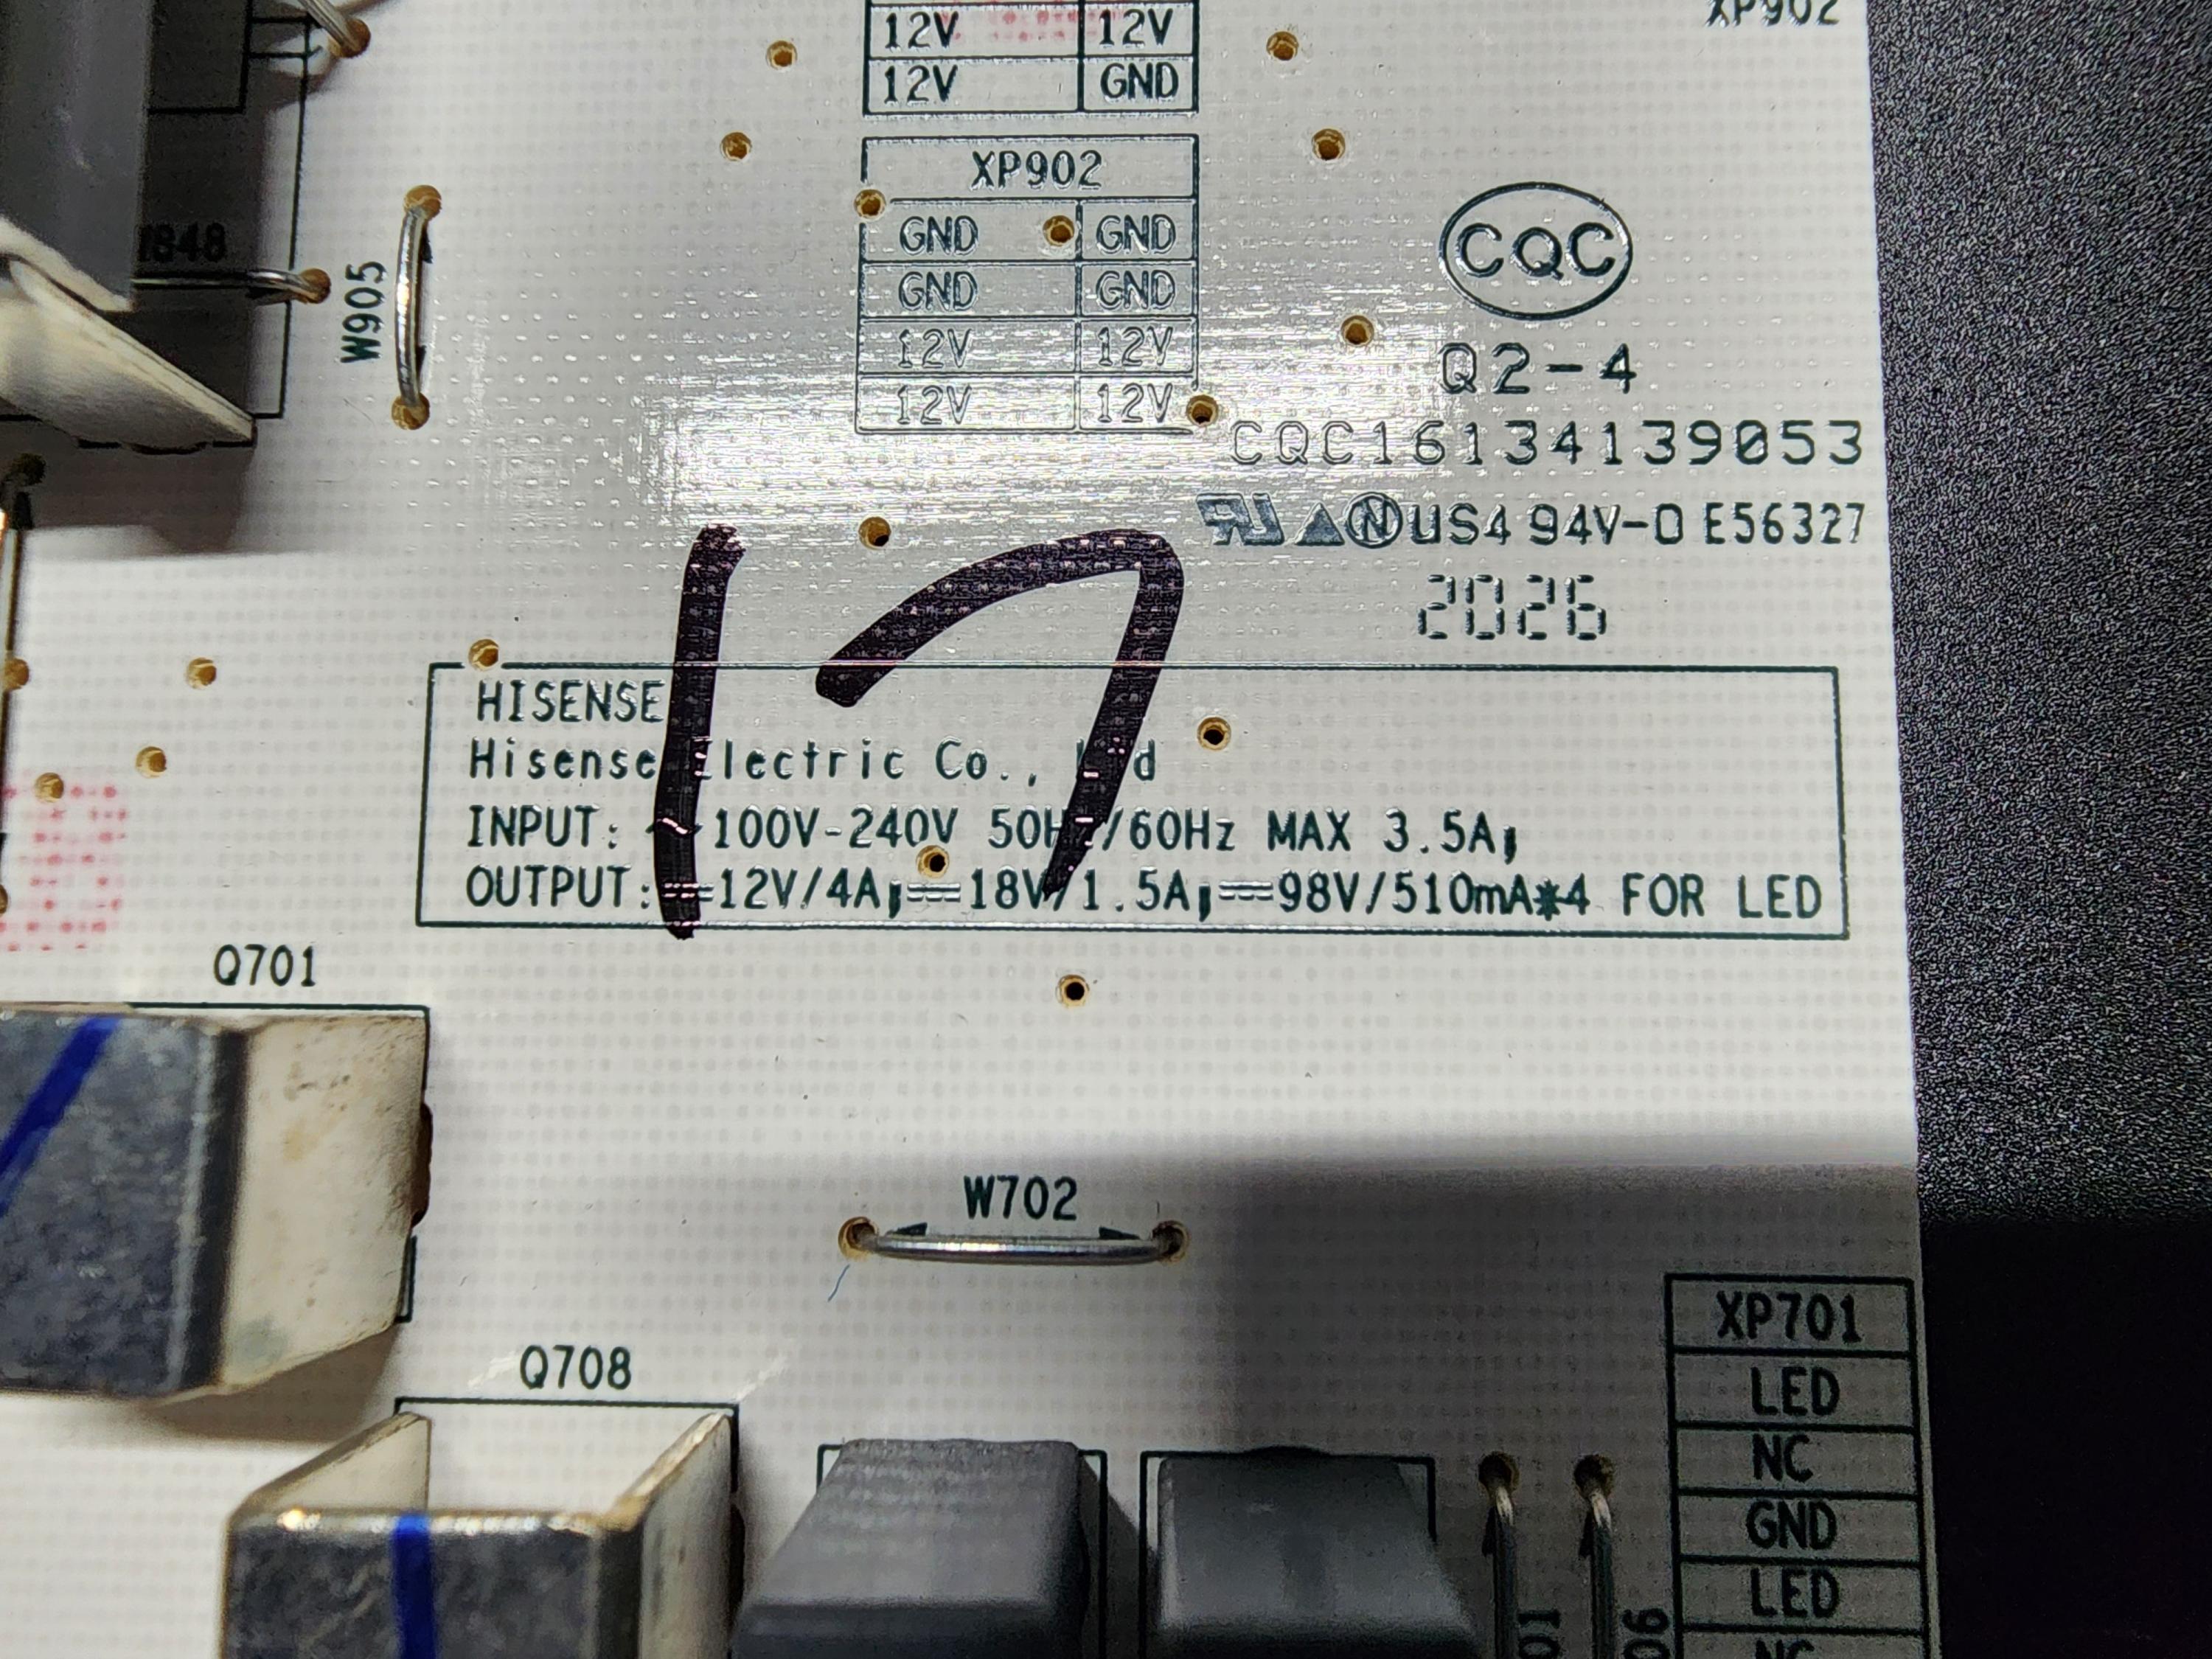 XP902
12V 12V
12V GND
XP902
GND GND
GND GND
12V 12V
12V 12V
W905
CQC
Q2-4
CQC16134139053
US4 94V-0 E56327
2026
17
HISENSE
Hisense Electric Co., Ltd
INPUT: ~100V-240V 50Hz/60Hz MAX 3.5A;
OUTPUT:⎓12V/4A;⎓18V/1.5A;⎓98V/510mA*4 FOR LED
Q701
W702
Q708
XP701
LED
NC
GND
LED
NC